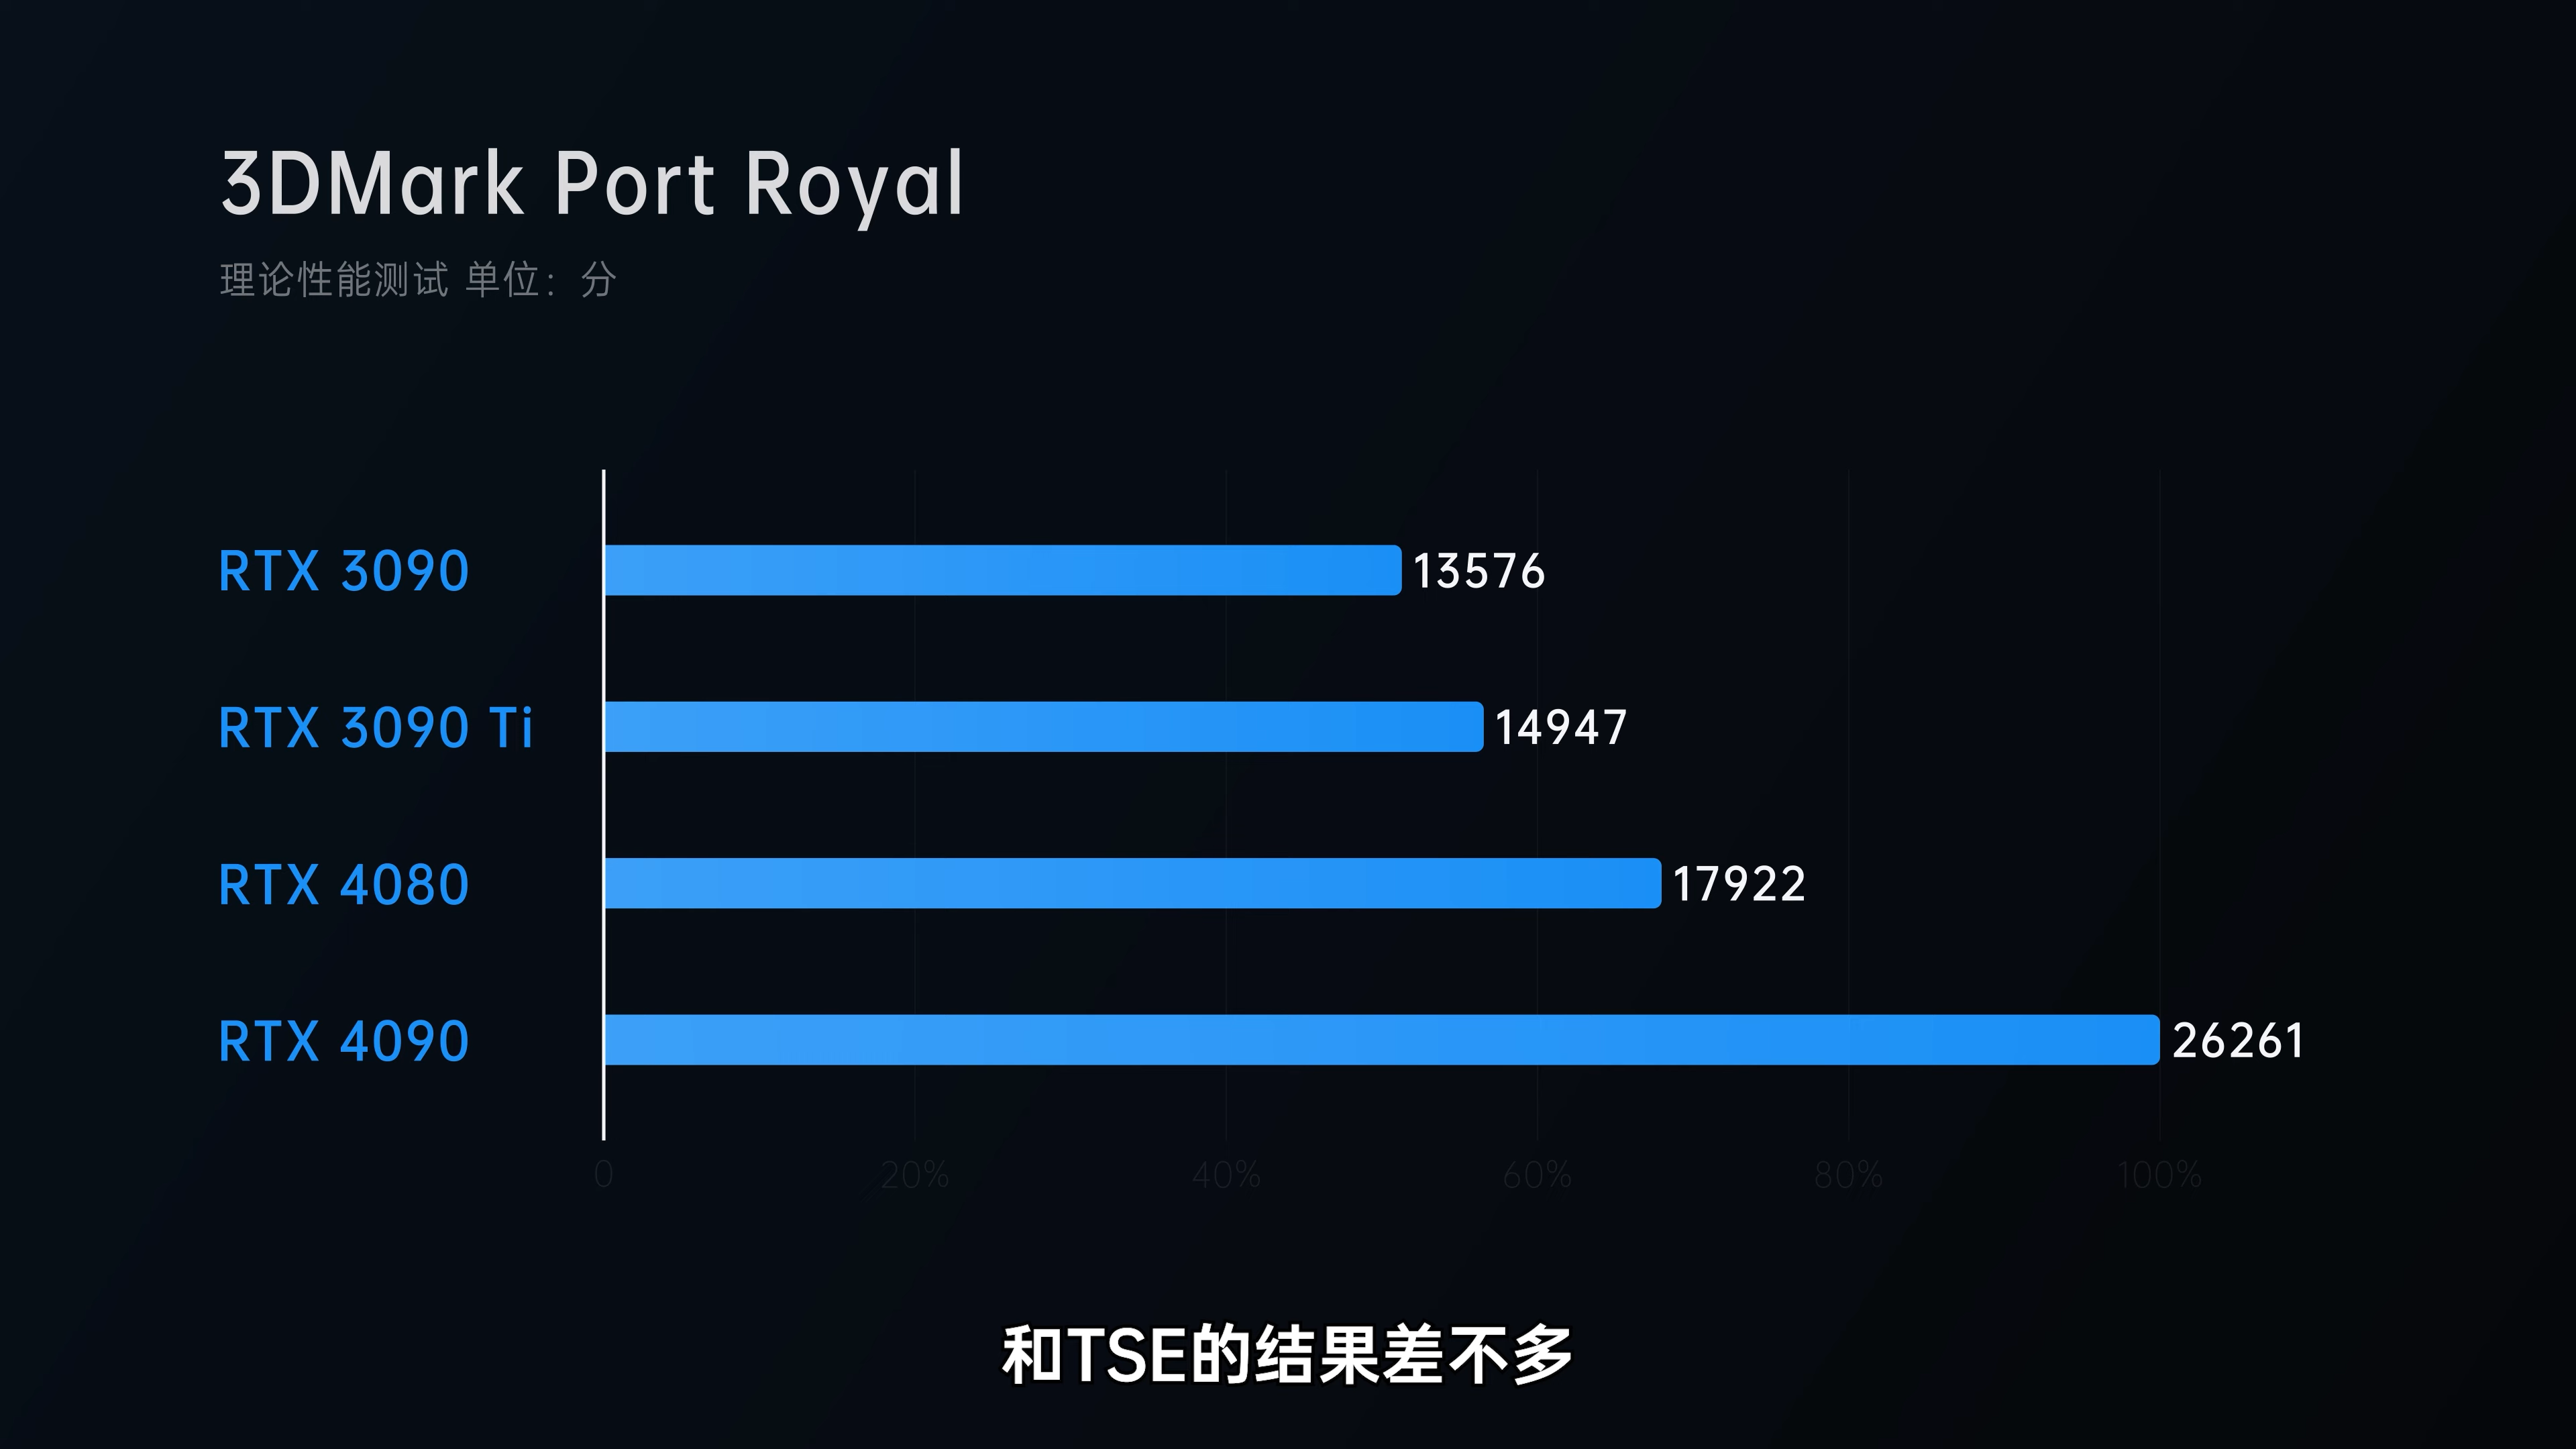 3DMark Port Royal
理论性能测试 单位：分
RTX 3090 13576
RTX 3090 Ti 14947
RTX 4080 17922
RTX 4090 26261
0 20% 40% 60% 80% 100%
和TSE的结果差不多